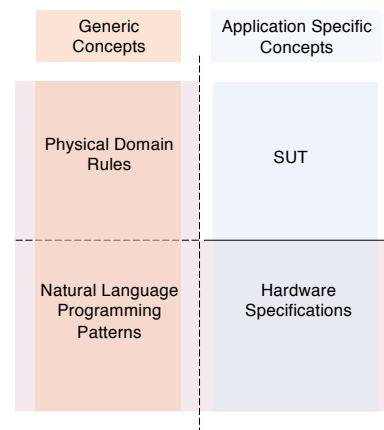 Generic
Concepts
Application Specific
Concepts
Physical Domain
Rules
SUT
Natural Language
Programming
Patterns
Hardware
Specifications